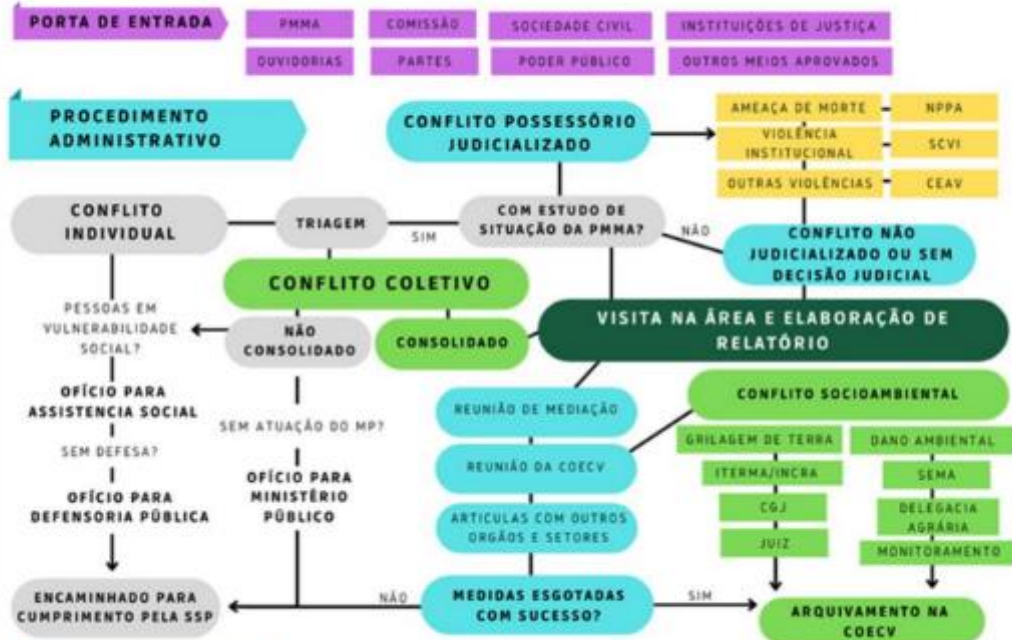 PORTA DE ENTRADA
PMMA
COMISSÃO
SOCIEDADE CIVIL
INSTITUIÇÕES DE JUSTIÇA
OUVIDORIAS
PARTES
PODER PÚBLICO
OUTROS MEIOS APROVADOS
PROCEDIMENTO
ADMINISTRATIVO
CONFLITO POSSESSÓRIO
JUDICIALIZADO
AMEAÇA DE MORTE
NPPA
VIOLÊNCIA
INSTITUCIONAL
SCVI
OUTRAS VIOLÊNCIAS
CEAV
CONFLITO
INDIVIDUAL
TRIAGEM
SIM
COM ESTUDO DE
SITUAÇÃO DA PMMA?
NÃO
CONFLITO NÃO
JUDICIALIZADO OU SEM
DECISÃO JUDICIAL
CONFLITO COLETIVO
PESSOAS EM
VULNERABILIDADE
SOCIAL?
NÃO
CONSOLIDADO
CONSOLIDADO
VISITA NA ÁREA E ELABORAÇÃO DE
RELATÓRIO
OFÍCIO PARA
ASSISTENCIA SOCIAL
SEM DEFESA?
OFÍCIO PARA
DEFENSORIA PÚBLICA
SEM ATUAÇÃO DO MP?
OFÍCIO PARA
MINISTÉRIO
PÚBLICO
REUNIÃO DE MEDIAÇÃO
REUNIÃO DA COECV
ARTICULAS COM OUTROS
ORGÃOS E SETORES
CONFLITO SOCIOAMBIENTAL
GRILAGEM DE TERRA
DANO AMBIENTAL
ITERMA/INCRA
SEMA
CGJ
DELEGACIA
AGRÁRIA
JUIZ
MONITORAMENTO
ENCAMINHADO PARA
CUMPRIMENTO PELA SSP
NÃO
MEDIDAS ESGOTADAS
COM SUCESSO?
SIM
ARQUIVAMENTO NA
COECV